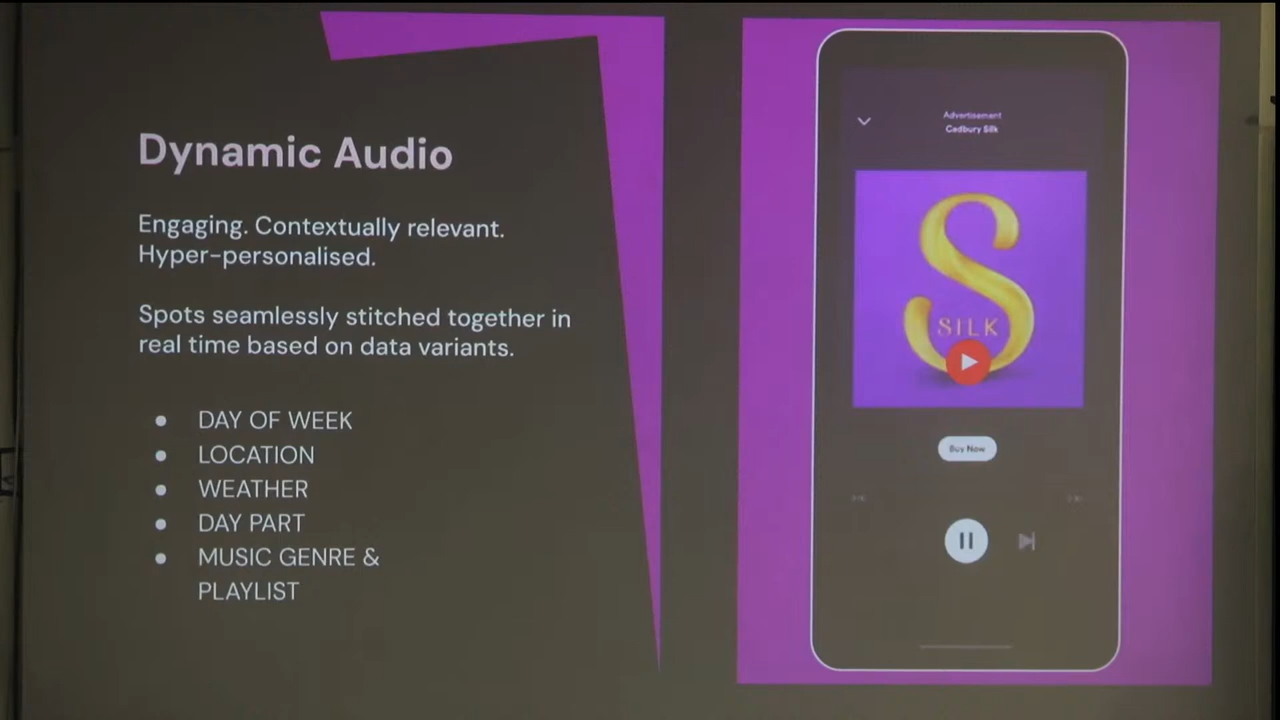 Dynamic Audio
Engaging. Contextually relevant.
Hyper-personalised.
Spots seamlessly stitched together in
real time based on data variants.
DAY OF WEEK
LOCATION
WEATHER
DAY PART
MUSIC GENRE &
PLAYLIST
Advertisement
Cadbury Silk
S
SILK
Buy Now